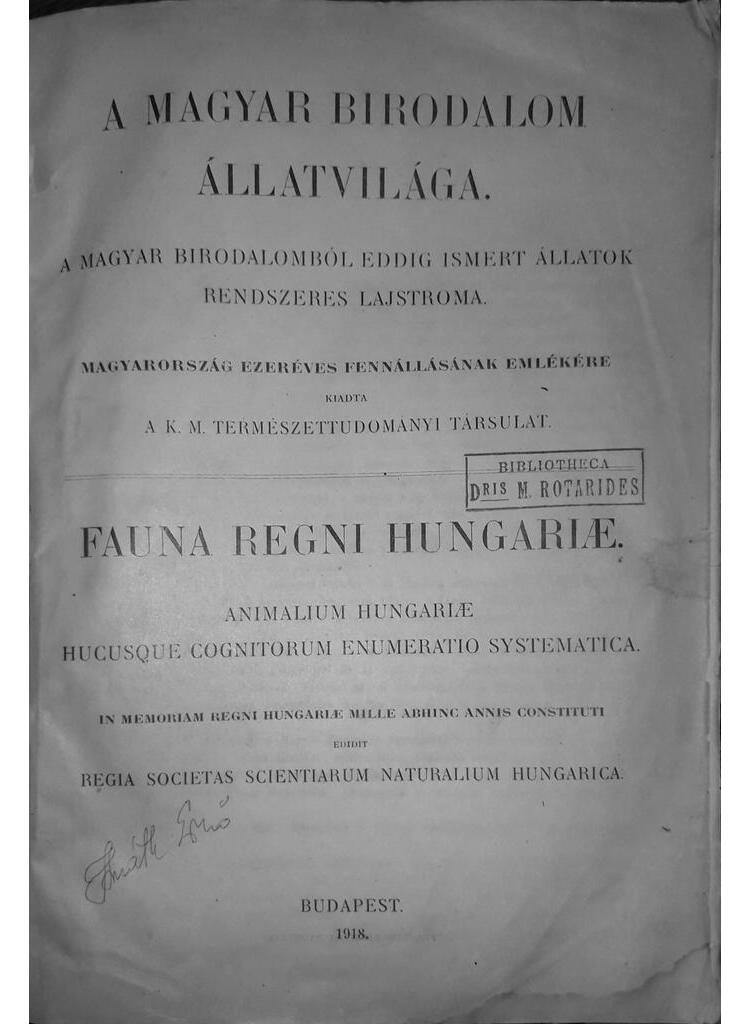 A MAGYAR BIRODALOM
ÁLLATVILÁGA.
A MAGYAR BIRODALOMBÓL EDDIG ISMERT ÁLLATOK
RENDSZERES LAJSTROMA.
MAGYARORSZÁG EZERÉVES FENNÁLLÁSÁNAK EMLÉKÉRE
KIADTA
A K. M. TERMÉSZETTUDOMÁNYI TÁRSULAT.
BIBLIOTHECA
DRIS M. ROTARIDES
FAUNA REGNI HUNGARIÆ.
ANIMALIUM HUNGARIÆ
HUCUSQUE COGNITORUM ENUMERATIO SYSTEMATICA.
IN MEMORIAM REGNI HUNGARIÆ MILLE ABHINC ANNIS CONSTITUTI
EDIDIT
REGIA SOCIETAS SCIENTIARUM NATURALIUM HUNGARICA.
Ernő
BUDAPEST.
1918.